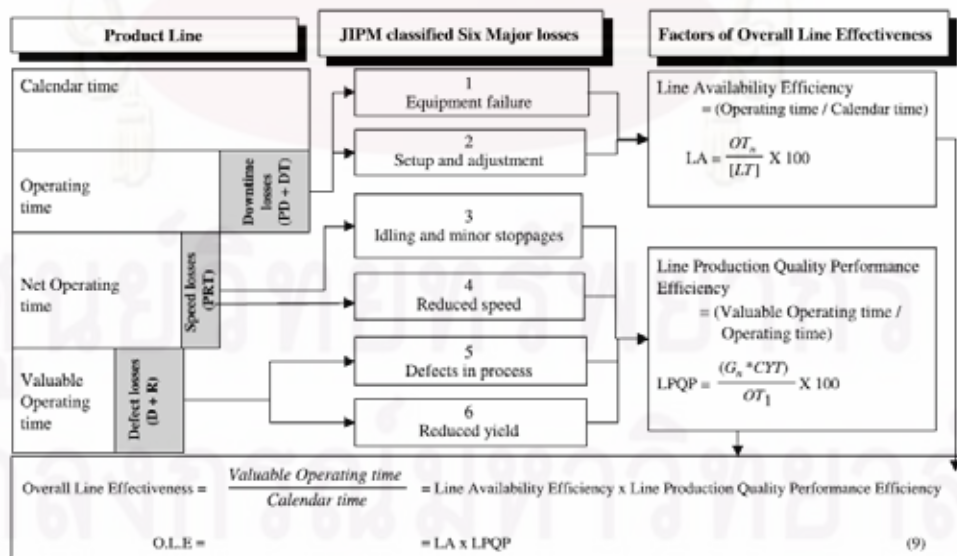 Product Line
JIPM classified Six Major losses
Factors of Overall Line Effectiveness
Calendar time
Operating
time
Downtime
losses
(PD + DT)
Net Operating
time
Speed losses
(PRT)
Valuable
Operating
time
Defect losses
(D + R)
1
Equipment failure
2
Setup and adjustment
3
Idling and minor stoppages
4
Reduced speed
5
Defects in process
6
Reduced yield
Line Availability Efficiency
= (Operating time / Calendar time)
LA = OTn / [LT] X 100
Line Production Quality Performance
Efficiency
= (Valuable Operating time /
Operating time)
LPQP = (Gn *CYT) / OT1 X 100
Overall Line Effectiveness = Valuable Operating time / Calendar time = Line Availability Efficiency x Line Production Quality Performance Efficiency
O.L.E = = LA x LPQP (9)